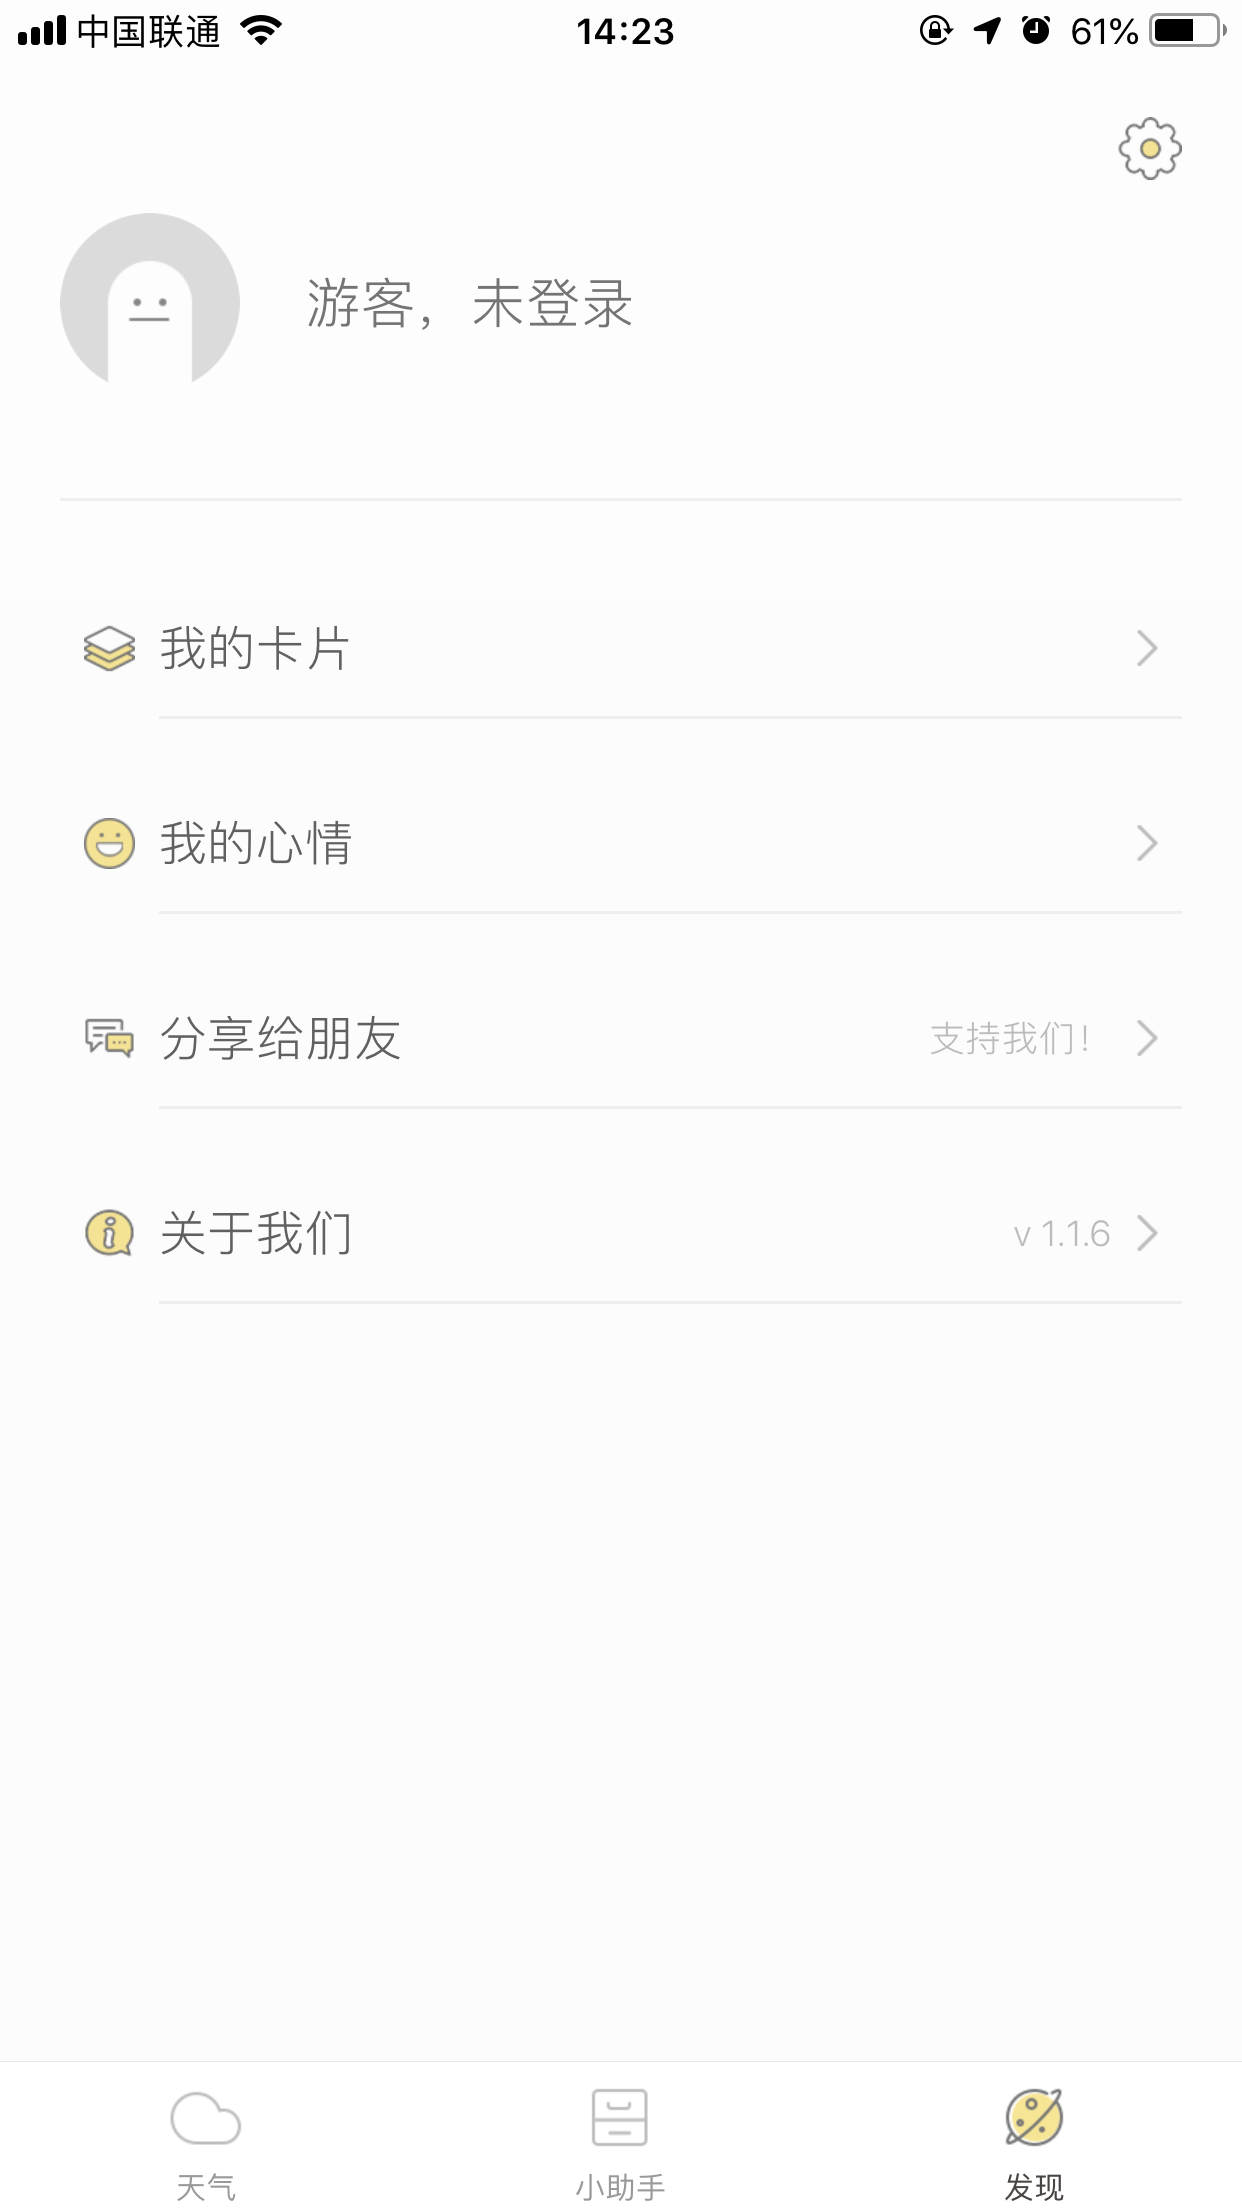 中国联通 14:23 61%
游客，未登录
我的卡片
我的心情
分享给朋友 支持我们！
关于我们 v 1.1.6
天气 小助手 发现